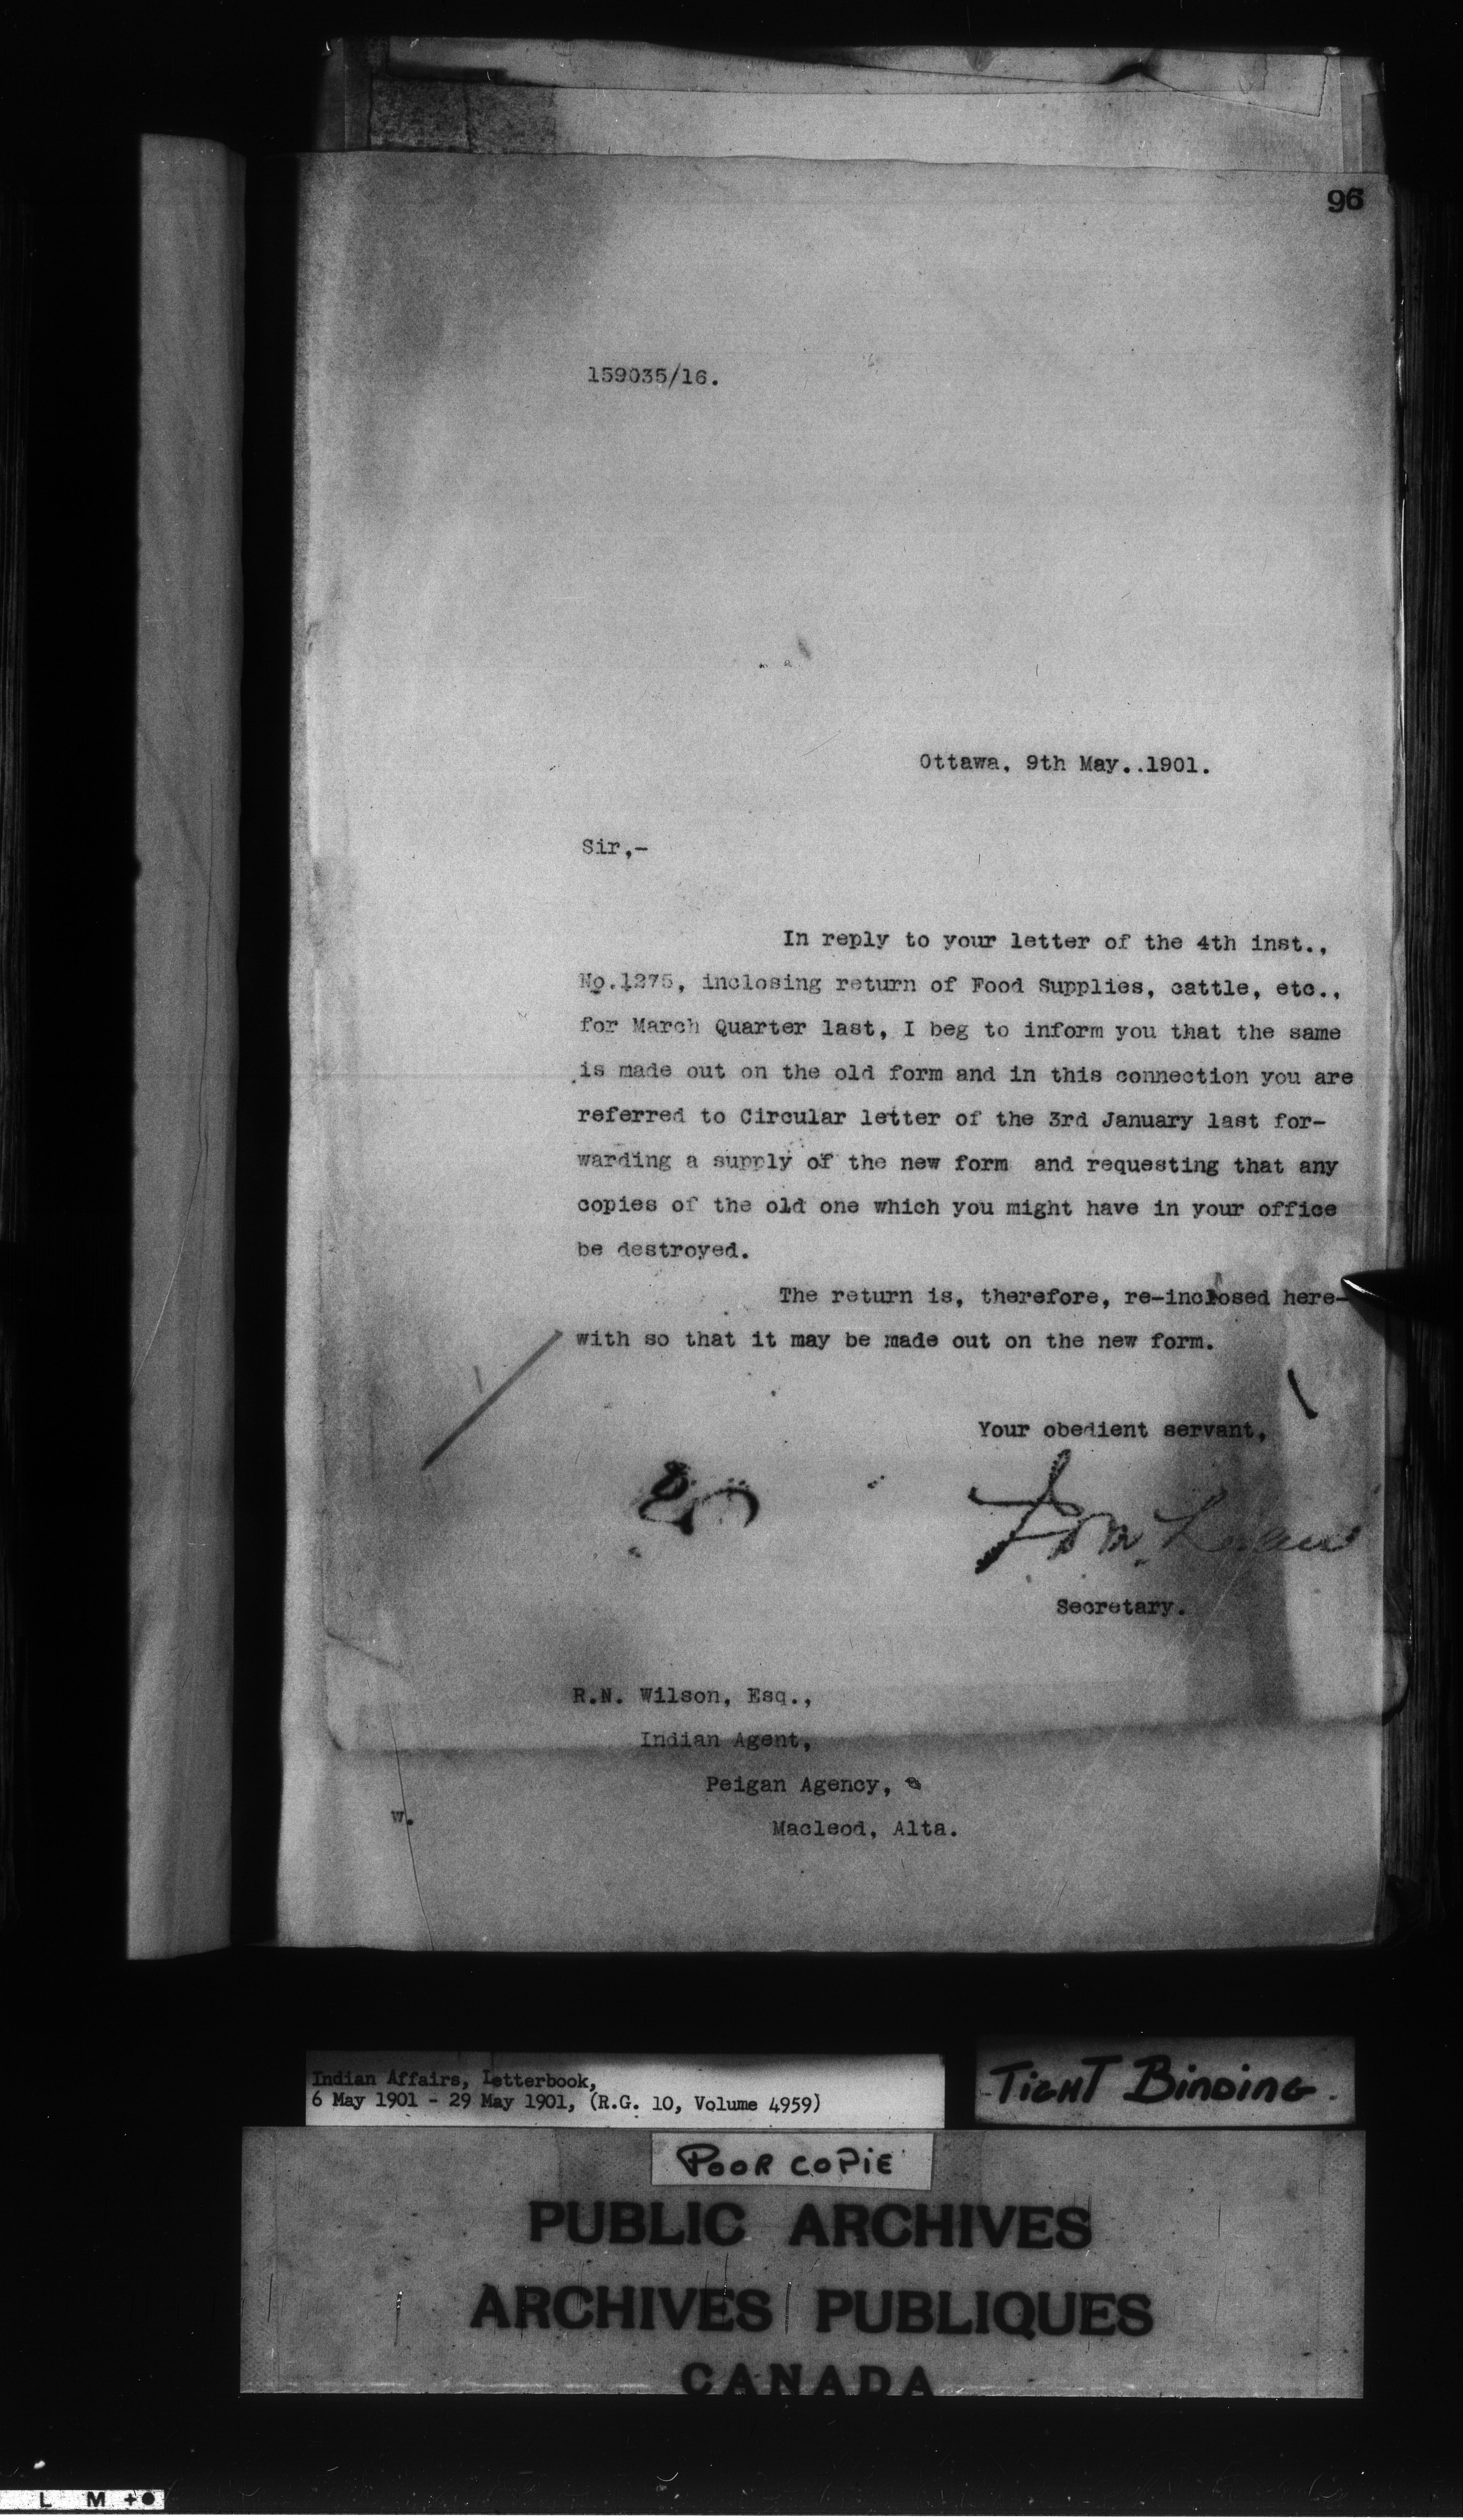 96
159035/16.
Ottawa, 9th May..1901.
Sir,-
In reply to your letter of the 4th inst.,
No.1275, inclosing return of Food Supplies, cattle, etc.,
for March Quarter last, I beg to inform you that the same
is made out on the old form and in this connection you are
referred to Circular letter of the 3rd January last for-
warding a supply of the new form and requesting that any
copies of the old one which you might have in your office
be destroyed.
The return is, therefore, re-inclosed here-
with so that it may be made out on the new form.
Your obedient servant,
Secretary.
R.N. Wilson, Esq.,
Indian Agent,
Peigan Agency,
w.
Macleod, Alta.
Indian Affairs, Letterbook,
6 May 1901 - 29 May 1901, (R.G. 10, Volume 4959)
TIGHT BINDING.
POOR COPIE
PUBLIC ARCHIVES
ARCHIVES PUBLIQUES
CANADA
L M +